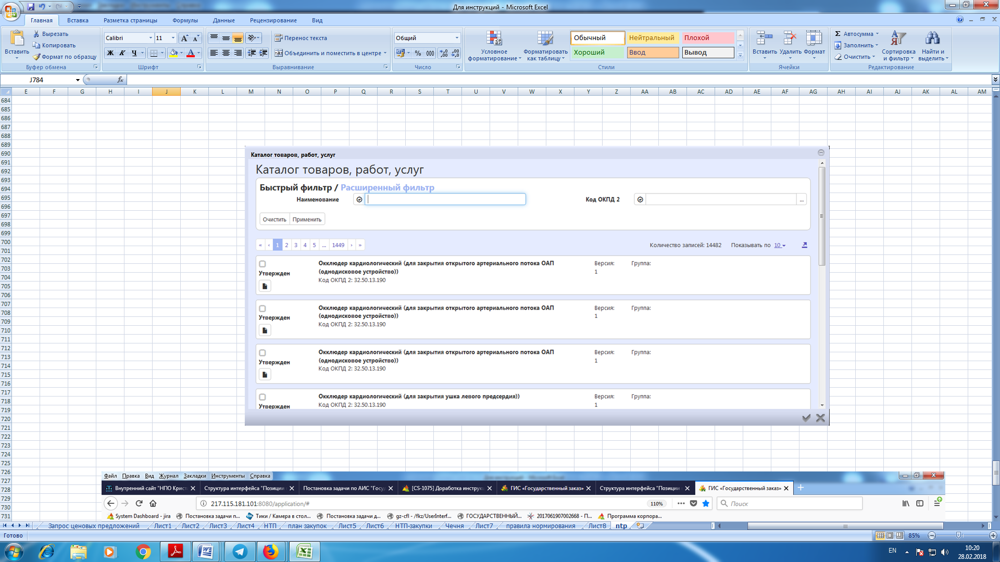 Для инструкций - Microsoft Excel
Главная Вставка Разметка страницы Формулы Данные Рецензирование Вид
Вставить Вырезать Копировать Формат по образцу
Calibri 11 Ж К Ч
Перенос текста
Объединить и поместить в центре
Общий % 000
Условное форматирование Форматировать как таблицу
Обычный Нейтральный Плохой
Хороший Ввод Вывод
Вставить Удалить Формат
Σ Автосумма Заполнить Очистить
Сортировка и фильтр Найти и выделить
Буфер обмена Шрифт Выравнивание Число Стили Ячейки Редактирование
J784 fx
E F G H I J K L M N O P Q R S T U V W X Y Z AA AB AC AD AE AF AG AH AI AJ AK AL AM
684
685
686
687
688
689
690
691
692
693
694
695
696
697
698
699
700
701
702
703
704
705
706
707
708
709
710
711
712
713
714
715
716
717
718
719
720
721
722
723
724
725
726
727
728
729
730
731
Каталог товаров, работ, услуг
Каталог товаров, работ, услуг
Быстрый фильтр / Расширенный фильтр
Наименование Код ОКПД 2 ...
Очистить Применить
« ‹ 1 2 3 4 5 ... 1449 › » Количество записей: 14482 Показывать по 10
Окклюдер кардиологический (для закрытия открытого артериального потока ОАП Версия: Группа:
(однодисковое устройство)) 1
Утвержден
Код ОКПД 2: 32.50.13.190
Окклюдер кардиологический (для закрытия открытого артериального потока ОАП Версия: Группа:
(однодисковое устройство)) 1
Утвержден
Код ОКПД 2: 32.50.13.190
Окклюдер кардиологический (для закрытия открытого артериального потока ОАП Версия: Группа:
(однодисковое устройство)) 1
Утвержден
Код ОКПД 2: 32.50.13.190
Окклюдер кардиологический (для закрытия ушка левого предсердия)) Версия: Группа:
Код ОКПД 2: 32.50.13.190 1
Утвержден
Файл Правка Вид Журнал Закладки Инструменты Справка
Внутренний сайт "НПО Крист Структура интерфейса "Позиции Постановка задачи по АИС "Госу [CS-1075] Доработка инструкц ГИС «Государственный заказ» Структура интерфейса "Позиции ГИС «Государственный заказ»
217.115.181.101:8080/application/# 110% Поиск
System Dashboard - jira Постановка задачи п... Тики / Камера в стол... Постановка задачи д... gz-cfl - /fkz/UserInterf... ГОСУДАРСТВЕННЫЙ... 2017061907002668 - П... Программа корпора...
Запрос ценовых предложений Лист1 Лист2 Лист3 Лист4 НТП план закупок Лист5 Лист6 НТП-закупки Чечня Лист7 правила нормирования Лист8 ntp
Готово 85%
EN 10:20
28.02.2018